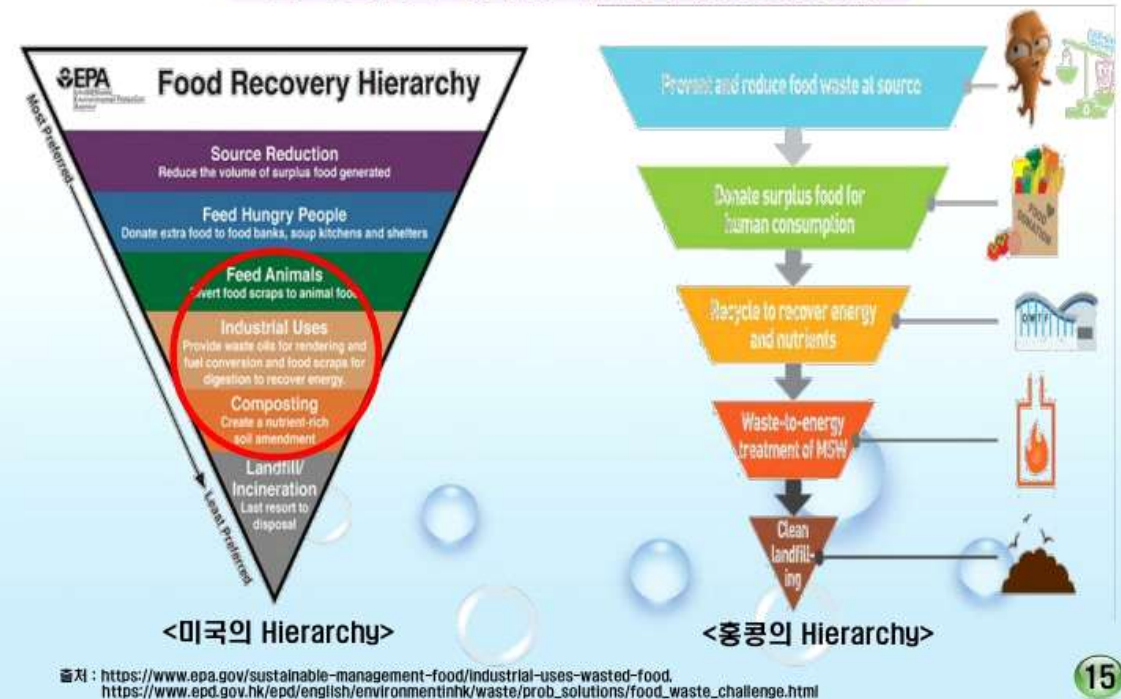 EPA
Food Recovery Hierarchy
Most Preferred
Source Reduction
Reduce the volume of surplus food generated
Feed Hungry People
Donate extra food to food banks, soup kitchens and shelters
Feed Animals
food scraps to animal food
Industrial Uses
Provide waste oils for rendering and
fuel conversion and food scraps for
digestion to recover energy.
Composting
Create a nutrient-rich
soil amendment
Landfill/
Incineration
Last resort to
disposal
Least Preferred
<미국의 Hierarchy>
Prevent and reduce food waste at source
Donate surplus food for
human consumption
FOOD
DONATION
Recycle to recover energy
and nutrients
OWTF
Waste-to-energy
treatment of MSW
Clean
landfill-
ing
<홍콩의 Hierarchy>
출처 : https://www.epa.gov/sustainable-management-food/industrial-uses-wasted-food,
https://www.epd.gov.hk/epd/english/environmentinhk/waste/prob_solutions/food_waste_challenge.html
15